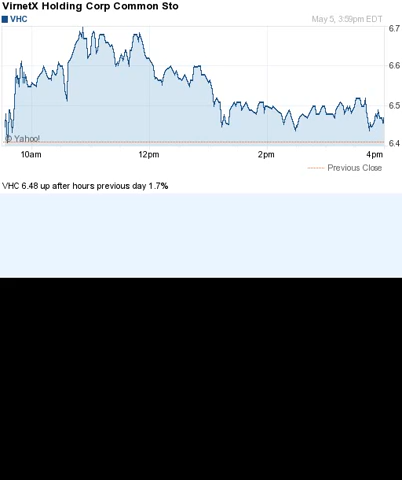 VirnetX Holding Corp Common Sto
VHC
May 5, 3:59pm EDT
6.7
6.6
6.5
6.4
© Yahoo!
10am 12pm 2pm 4pm
Previous Close
VHC 6.48 up after hours previous day 1.7%